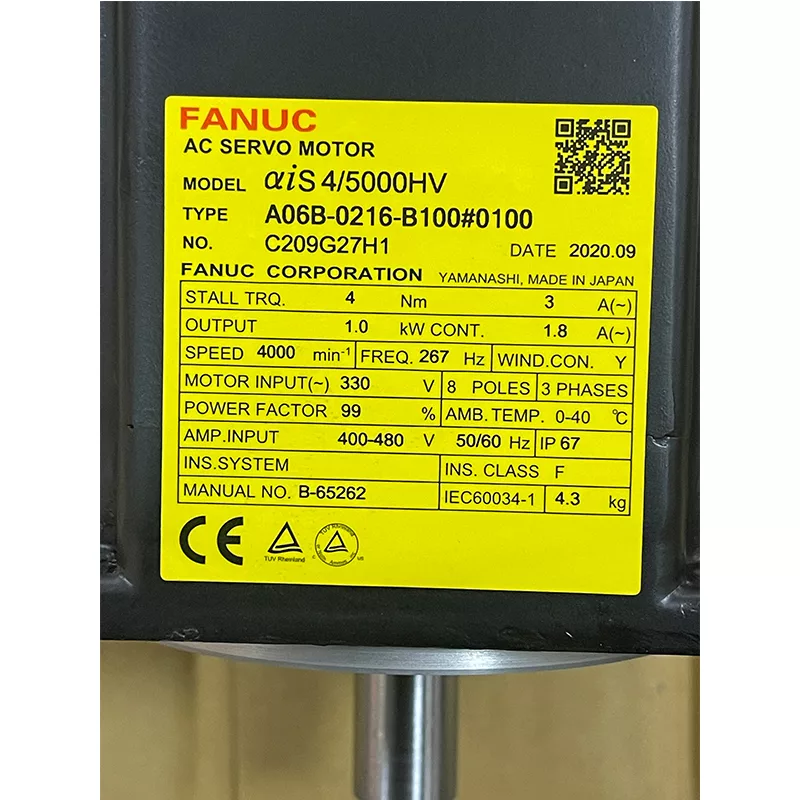 FANUC
AC SERVO MOTOR
MODEL αiS 4/5000HV
TYPE A06B-0216-B100#0100
NO. C209G27H1 DATE 2020.09
FANUC CORPORATION YAMANASHI, MADE IN JAPAN
STALL TRQ. 4 Nm 3 A(~)
OUTPUT 1.0 kW CONT. 1.8 A(~)
SPEED 4000 min-1 FREQ. 267 Hz WIND.CON. Y
MOTOR INPUT(~) 330 V 8 POLES 3 PHASES
POWER FACTOR 99 % AMB.TEMP. 0-40 ℃
AMP.INPUT 400-480 V 50/60 Hz IP 67
INS.SYSTEM INS. CLASS F
MANUAL NO. B-65262 IEC60034-1 4.3 kg
CE TÜV Rheinland c TÜV Rheinland us